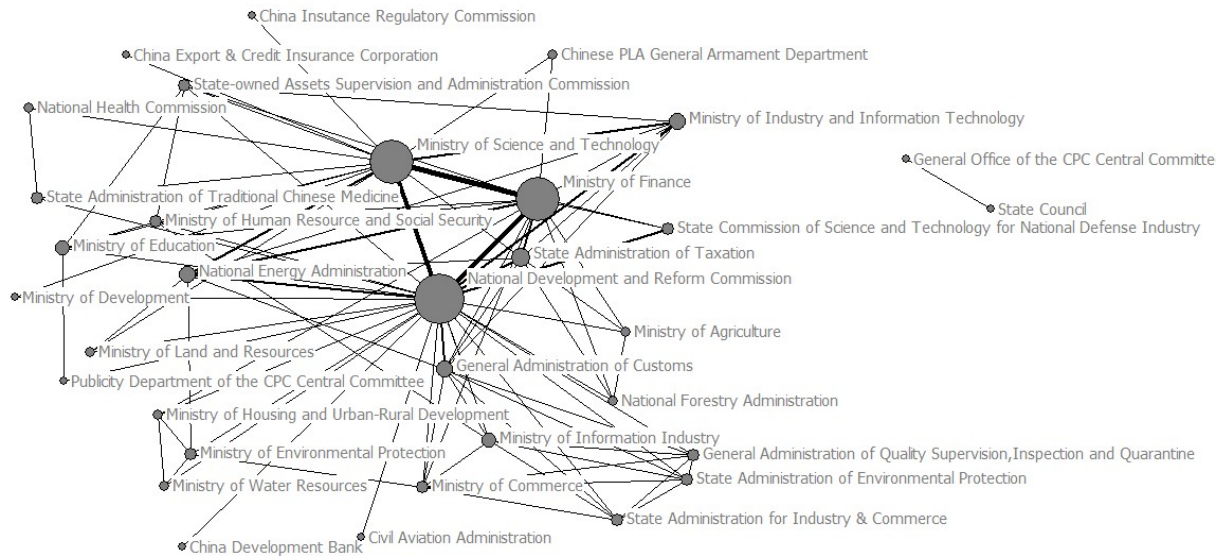 China Insutance Regulatory Commission
China Export & Credit Insurance Corporation
Chinese PLA General Armament Department
State-owned Assets Supervision and Administration Commission
National Health Commission
Ministry of Industry and Information Technology
Ministry of Science and Technology
General Office of the CPC Central Committe
Ministry of Finance
State Administration of Traditional Chinese Medicine
State Council
Ministry of Human Resource and Social Security
State Commission of Science and Technology for National Defense Industry
Ministry of Education
State Administration of Taxation
National Energy Administration
National Development and Reform Commission
Ministry of Development
Ministry of Agriculture
Ministry of Land and Resources
General Administration of Customs
Publicity Department of the CPC Central Committee
National Forestry Administration
Ministry of Housing and Urban-Rural Development
Ministry of Information Industry
Ministry of Environmental Protection
General Administration of Quality Supervision,Inspection and Quarantine
State Administration of Environmental Protection
Ministry of Water Resources
Ministry of Commerce
State Administration for Industry & Commerce
Civil Aviation Administration
China Development Bank